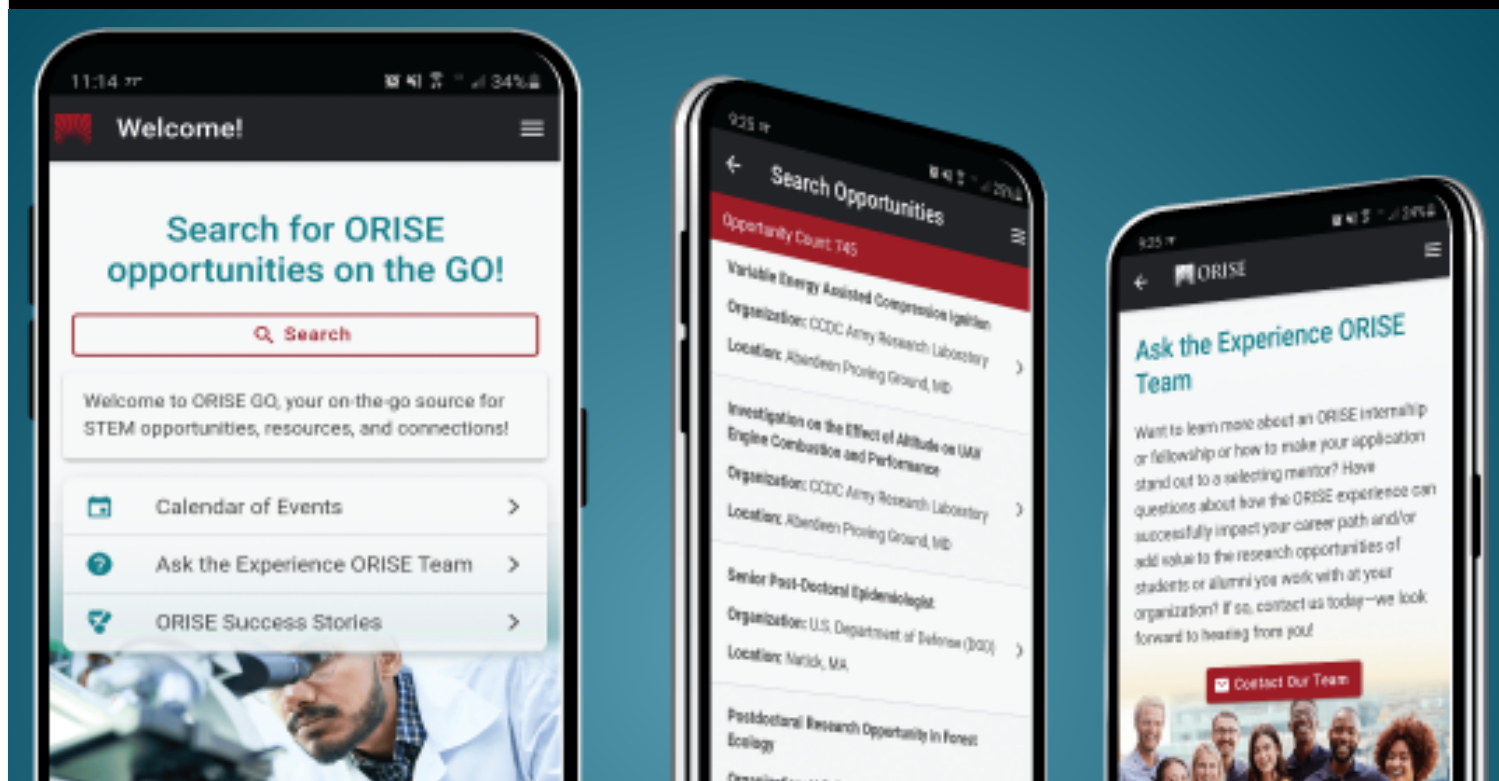 11:14
34%
Welcome!
Search for ORISE
opportunities on the GO!
Search
Welcome to ORISE GO, your on-the-go source for
STEM opportunities, resources, and connections!
Calendar of Events
Ask the Experience ORISE Team
ORISE Success Stories
9:25
Search Opportunities
Opportunity Count: 745
Variable Energy Assisted Compression Ignition
Organization: CCDC Army Research Laboratory
Location: Aberdeen Proving Ground, MD
Investigation on the Effect of Altitude on UAV
Engine Combustion and Performance
Organization: CCDC Army Research Laboratory
Location: Aberdeen Proving Ground, MD
Senior Post-Doctoral Epidemiologist
Organization: U.S. Department of Defense (DOD)
Location: Natick, MA
Postdoctoral Research Opportunity in Forest
Ecology
9:25
ORISE
Ask the Experience ORISE
Team
Want to learn more about an ORISE internship
or fellowship or how to make your application
stand out to a selecting mentor? Have
questions about how the ORISE experience can
successfully impact your career path and/or
add value to the research opportunities of
students or alumni you work with at your
organization? If so, contact us today—we look
forward to hearing from you!
Contact Our Team